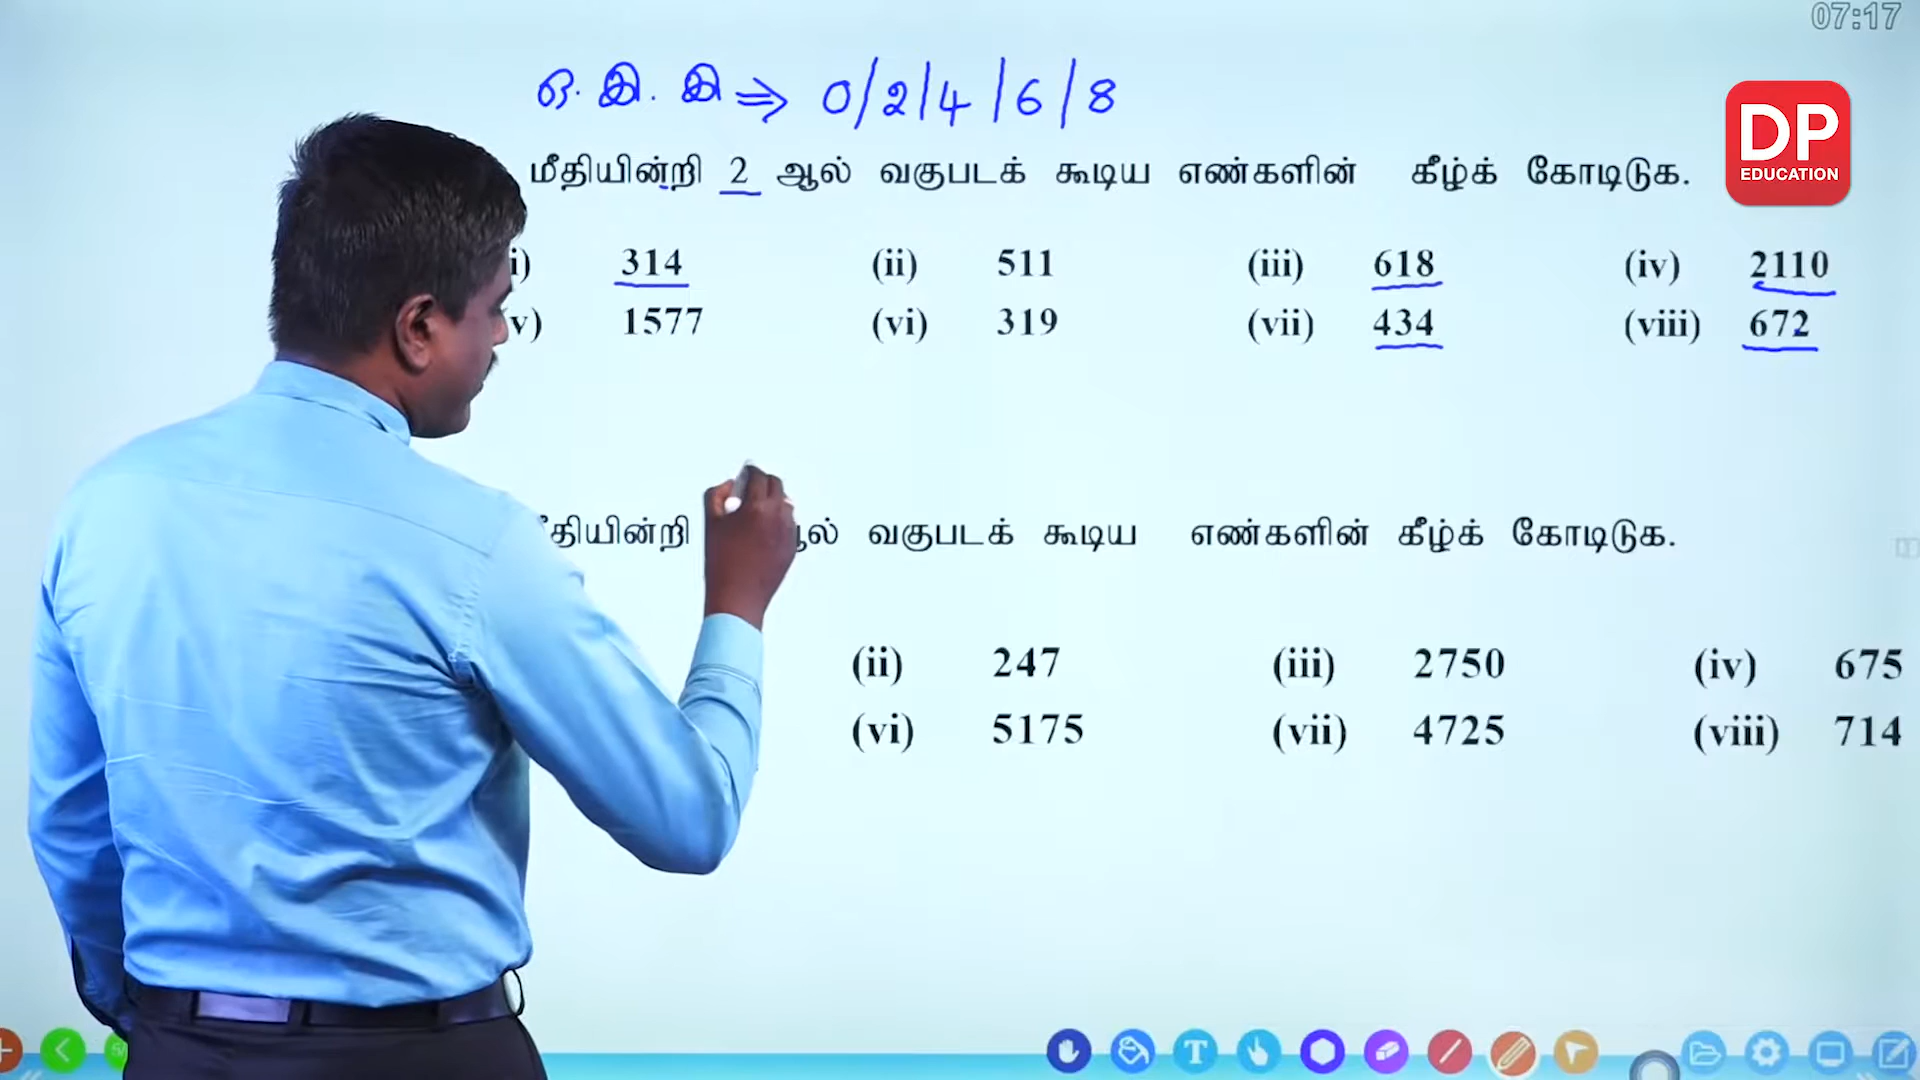 07:17
ஒ. இ. இ ⇒ 0/2/4/6/8
DP
EDUCATION
மீதியின்றி 2 ஆல் வகுபடக் கூடிய எண்களின் கீழ்க் கோடிடுக.
i) 314 (ii) 511 (iii) 618 (iv) 2110
v) 1577 (vi) 319 (vii) 434 (viii) 672
வகுபடக் கூடிய எண்களின் கீழ்க் கோடிடுக.
(ii) 247 (iii) 2750 (iv) 675
(vi) 5175 (vii) 4725 (viii) 714